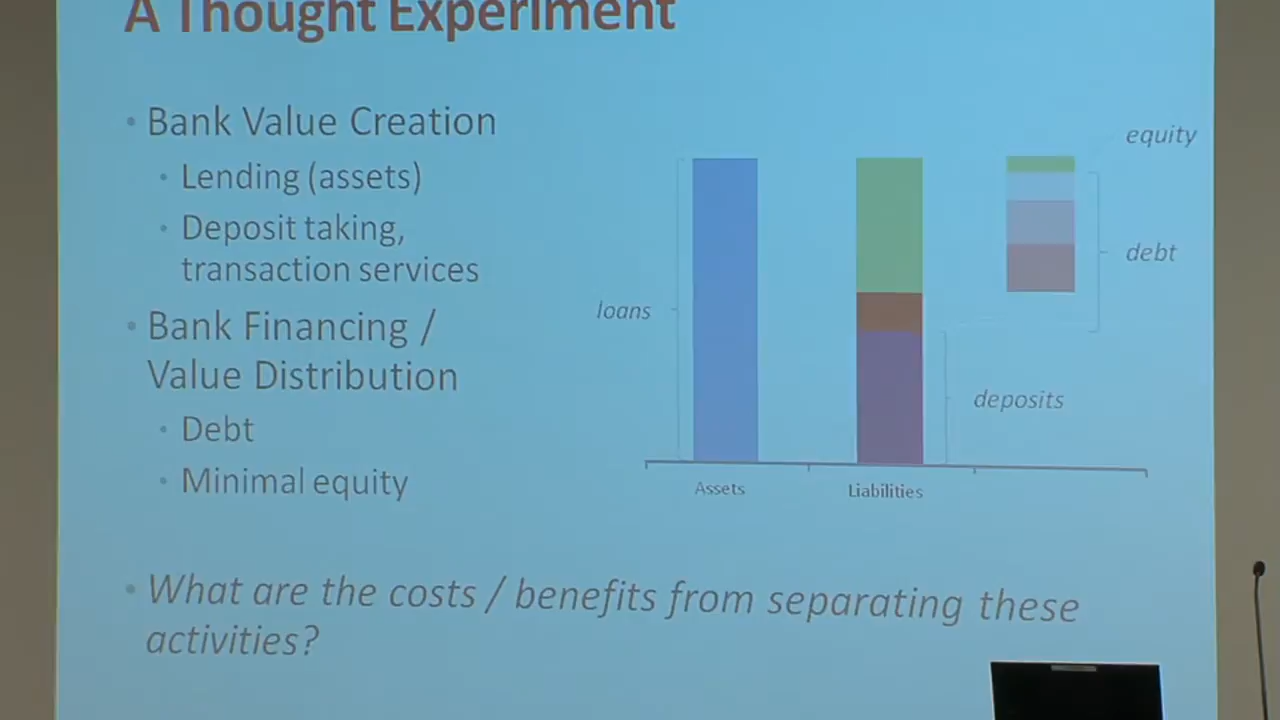 A Thought Experiment
• Bank Value Creation
• Lending (assets)
• Deposit taking,
transaction services
• Bank Financing /
Value Distribution
• Debt
• Minimal equity
• What are the costs / benefits from separating these
activities?
equity
debt
loans
deposits
Assets
Liabilities